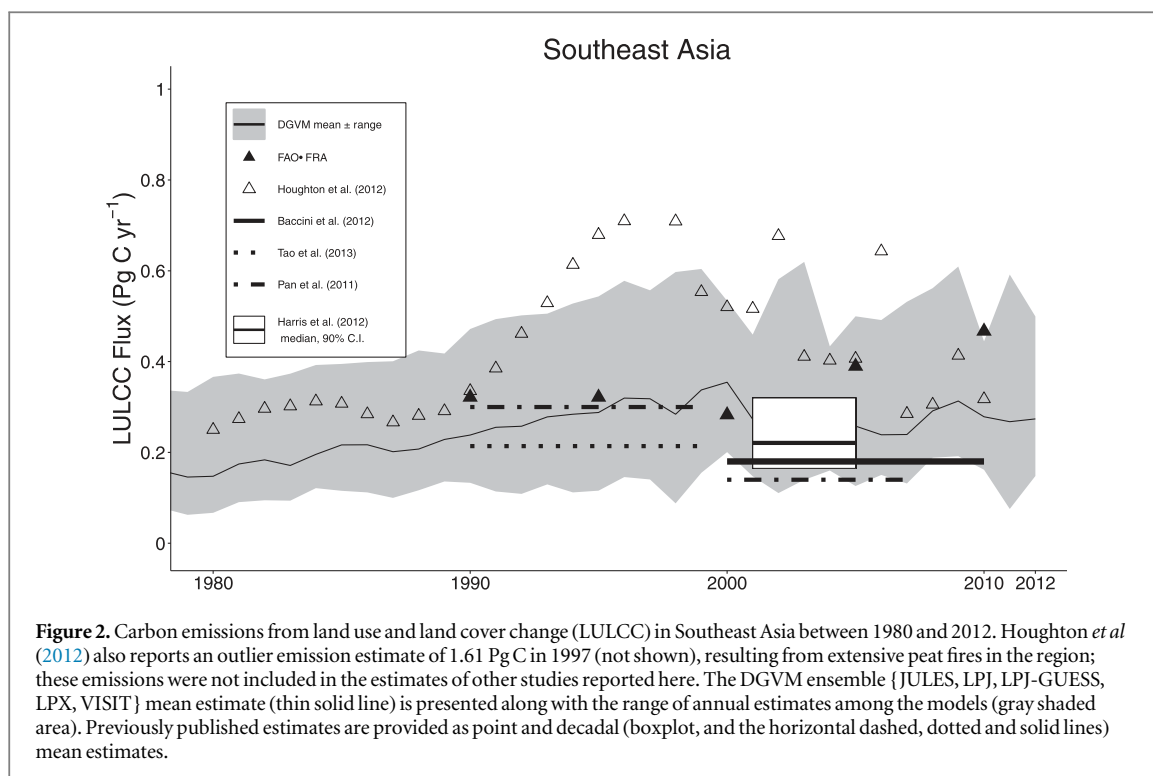 Southeast Asia
LULCC Flux (Pg C yr−1)
1
0.8
0.6
0.4
0.2
0
DGVM mean ± range
FAO• FRA
Houghton et al. (2012)
Baccini et al. (2012)
Tao et al. (2013)
Pan et al. (2011)
Harris et al. (2012)
median, 90% C.I.
1980 1990 2000 2010 2012
Figure 2. Carbon emissions from land use and land cover change (LULCC) in Southeast Asia between 1980 and 2012. Houghton et al
(2012) also reports an outlier emission estimate of 1.61 Pg C in 1997 (not shown), resulting from extensive peat fires in the region;
these emissions were not included in the estimates of other studies reported here. The DGVM ensemble {JULES, LPJ, LPJ-GUESS,
LPX, VISIT} mean estimate (thin solid line) is presented along with the range of annual estimates among the models (gray shaded
area). Previously published estimates are provided as point and decadal (boxplot, and the horizontal dashed, dotted and solid lines)
mean estimates.